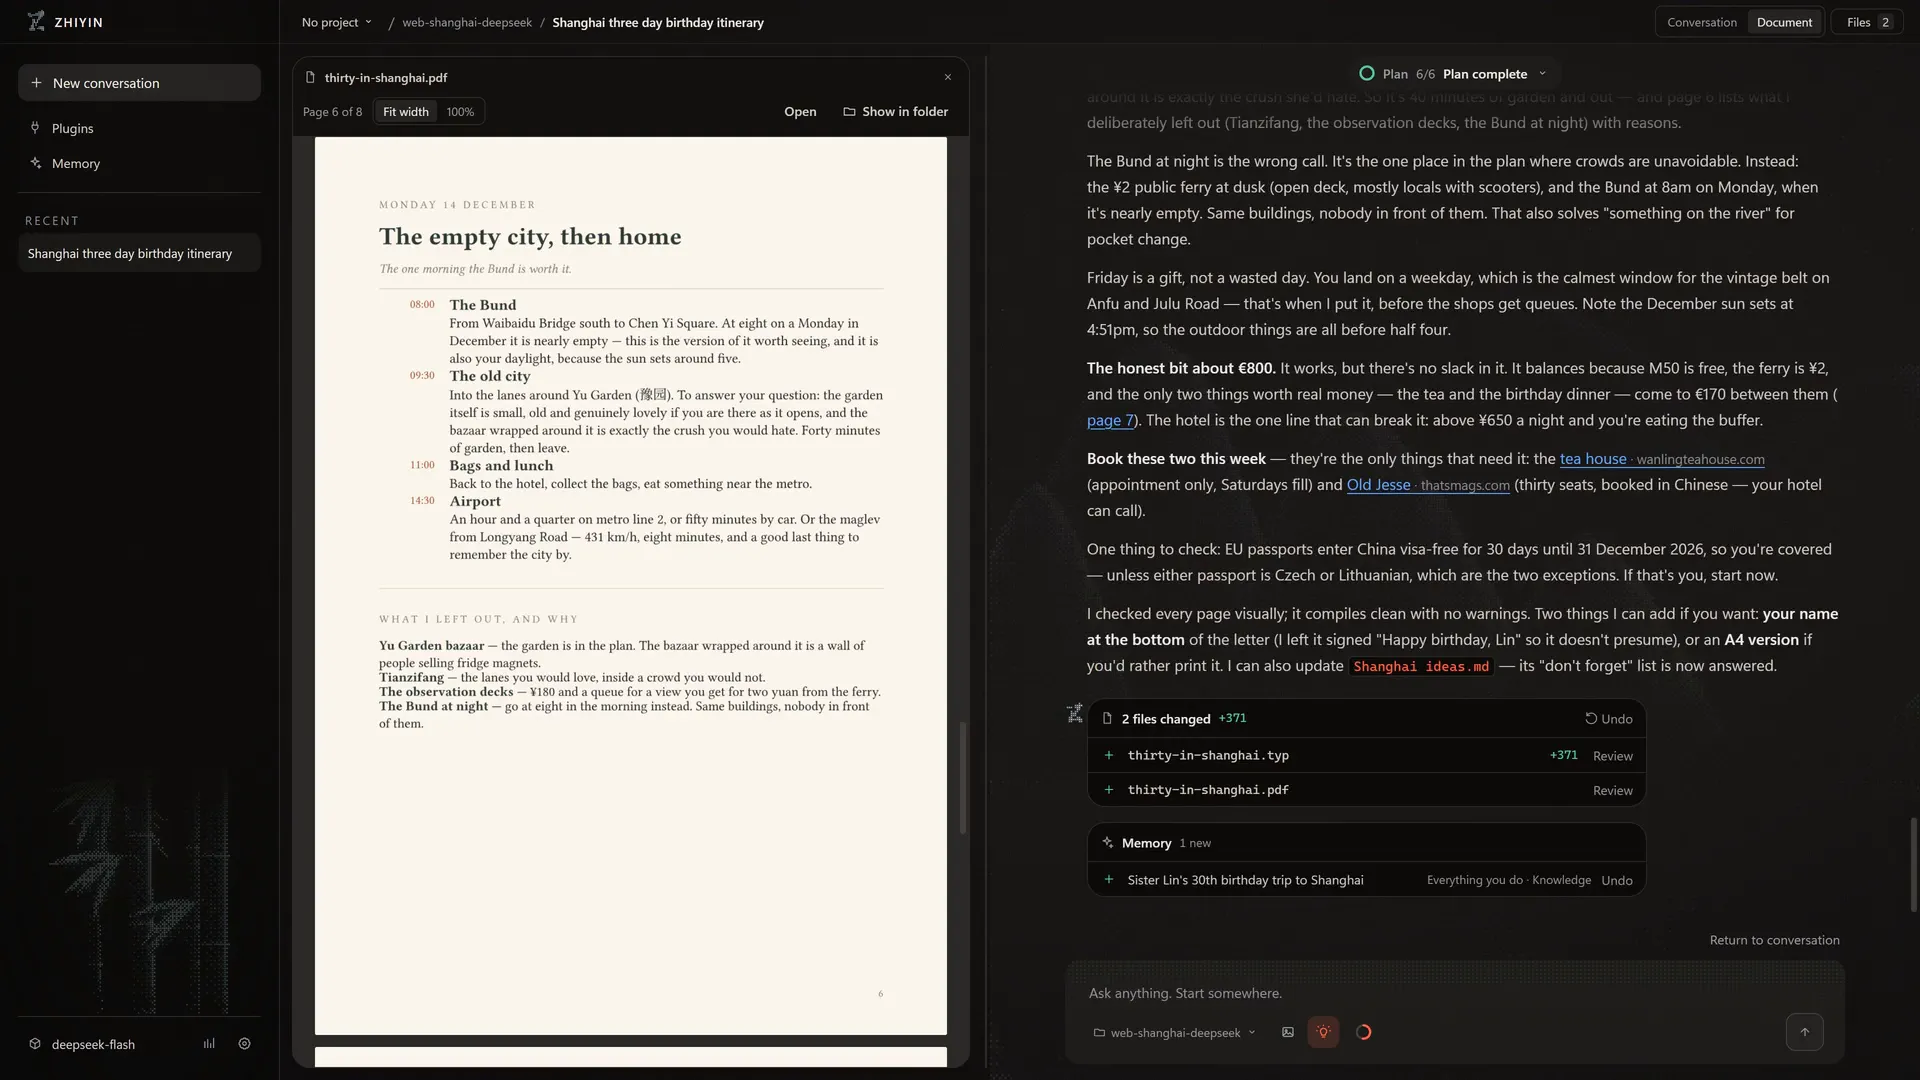 ZHIYIN
New conversation
Plugins
Memory
RECENT
Shanghai three day birthday itinerary
deepseek-flash
No project / web-shanghai-deepseek / Shanghai three day birthday itinerary
Conversation Document Files 2
thirty-in-shanghai.pdf
Page 6 of 8 Fit width 100% Open Show in folder
MONDAY 14 DECEMBER
The empty city, then home
The one morning the Bund is worth it.
08:00 The Bund
From Waibaidu Bridge south to Chen Yi Square. At eight on a Monday in
December it is nearly empty — this is the version of it worth seeing, and it is
also your daylight, because the sun sets around five.
09:30 The old city
Into the lanes around Yu Garden (豫园). To answer your question: the garden
itself is small, old and genuinely lovely if you are there as it opens, and the
bazaar wrapped around it is exactly the crush you would hate. Forty minutes
of garden, then leave.
11:00 Bags and lunch
Back to the hotel, collect the bags, eat something near the metro.
14:30 Airport
An hour and a quarter on metro line 2, or fifty minutes by car. Or the maglev
from Longyang Road — 431 km/h, eight minutes, and a good last thing to
remember the city by.
WHAT I LEFT OUT, AND WHY
Yu Garden bazaar — the garden is in the plan. The bazaar wrapped around it is a wall of
people selling fridge magnets.
Tianzifang — the lanes you would love, inside a crowd you would not.
The observation decks — ¥180 and a queue for a view you get for two yuan from the ferry.
The Bund at night — go at eight in the morning instead. Same buildings, nobody in front
of them.
6
Plan 6/6 Plan complete
around it is exactly the crush she'd hate. So it's 40 minutes of garden and out — and page 6 lists what I
deliberately left out (Tianzifang, the observation decks, the Bund at night) with reasons.
The Bund at night is the wrong call. It's the one place in the plan where crowds are unavoidable. Instead:
the ¥2 public ferry at dusk (open deck, mostly locals with scooters), and the Bund at 8am on Monday, when
it's nearly empty. Same buildings, nobody in front of them. That also solves "something on the river" for
pocket change.
Friday is a gift, not a wasted day. You land on a weekday, which is the calmest window for the vintage belt on
Anfu and Julu Road — that's when I put it, before the shops get queues. Note the December sun sets at
4:51pm, so the outdoor things are all before half four.
The honest bit about €800. It works, but there's no slack in it. It balances because M50 is free, the ferry is ¥2,
and the only two things worth real money — the tea and the birthday dinner — come to €170 between them (
page 7). The hotel is the one line that can break it: above ¥650 a night and you're eating the buffer.
Book these two this week — they're the only things that need it: the tea house · wanlingteahouse.com
(appointment only, Saturdays fill) and Old Jesse · thatsmags.com (thirty seats, booked in Chinese — your hotel
can call).
One thing to check: EU passports enter China visa-free for 30 days until 31 December 2026, so you're covered
— unless either passport is Czech or Lithuanian, which are the two exceptions. If that's you, start now.
I checked every page visually; it compiles clean with no warnings. Two things I can add if you want: your name
at the bottom of the letter (I left it signed "Happy birthday, Lin" so it doesn't presume), or an A4 version if
you'd rather print it. I can also update Shanghai ideas.md — its "don't forget" list is now answered.
2 files changed +371 Undo
+ thirty-in-shanghai.typ +371 Review
+ thirty-in-shanghai.pdf Review
Memory 1 new
+ Sister Lin's 30th birthday trip to Shanghai Everything you do · Knowledge Undo
Return to conversation
Ask anything. Start somewhere.
web-shanghai-deepseek